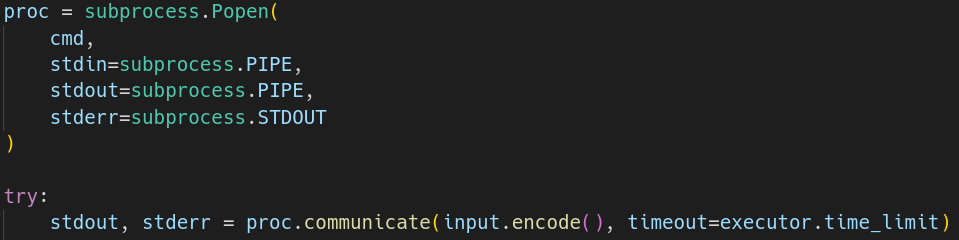 proc = subprocess.Popen(
    cmd,
    stdin=subprocess.PIPE,
    stdout=subprocess.PIPE,
    stderr=subprocess.STDOUT
)
try:
    stdout, stderr = proc.communicate(input.encode(), timeout=executor.time_limit)